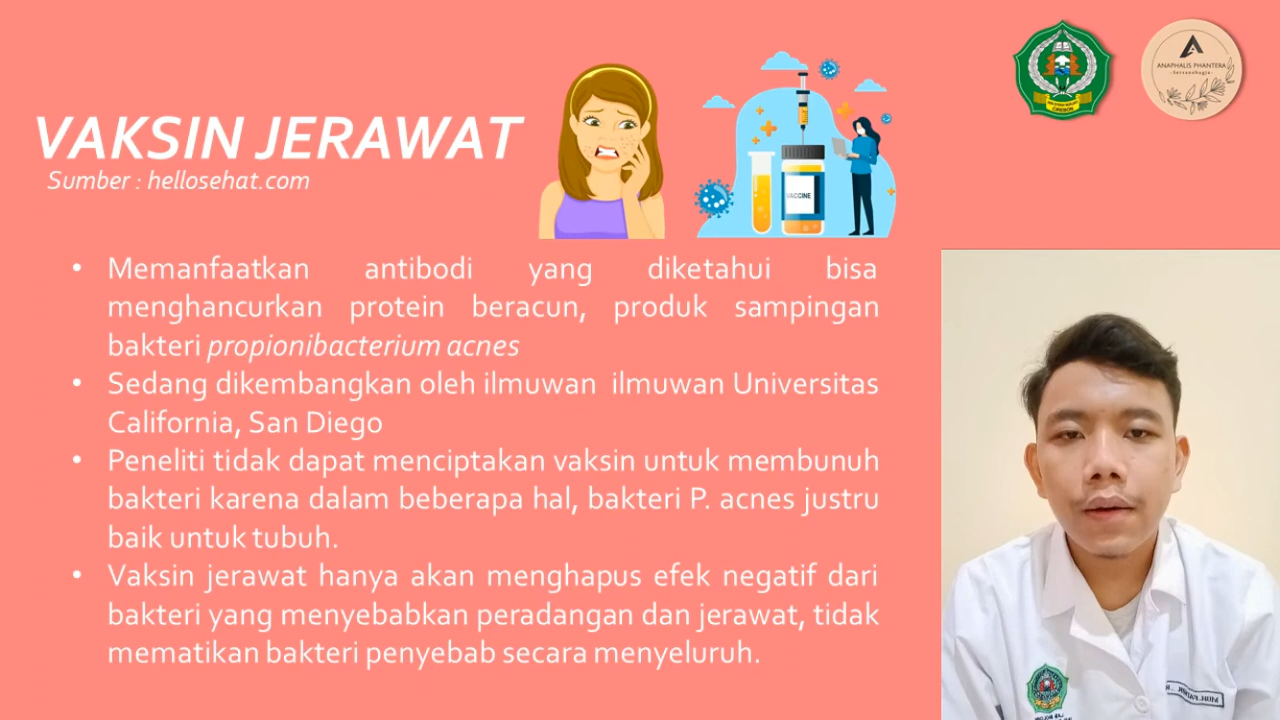 VAKSIN JERAWAT
Sumber : hellosehat.com
ANAPHALIS PHANTERA
VACCINE
CIREBON
• Memanfaatkan antibodi yang diketahui bisa
menghancurkan protein beracun, produk sampingan
bakteri propionibacterium acnes
• Sedang dikembangkan oleh ilmuwan ilmuwan Universitas
California, San Diego
• Peneliti tidak dapat menciptakan vaksin untuk membunuh
bakteri karena dalam beberapa hal, bakteri P. acnes justru
baik untuk tubuh.
• Vaksin jerawat hanya akan menghapus efek negatif dari
bakteri yang menyebabkan peradangan dan jerawat, tidak
mematikan bakteri penyebab secara menyeluruh.